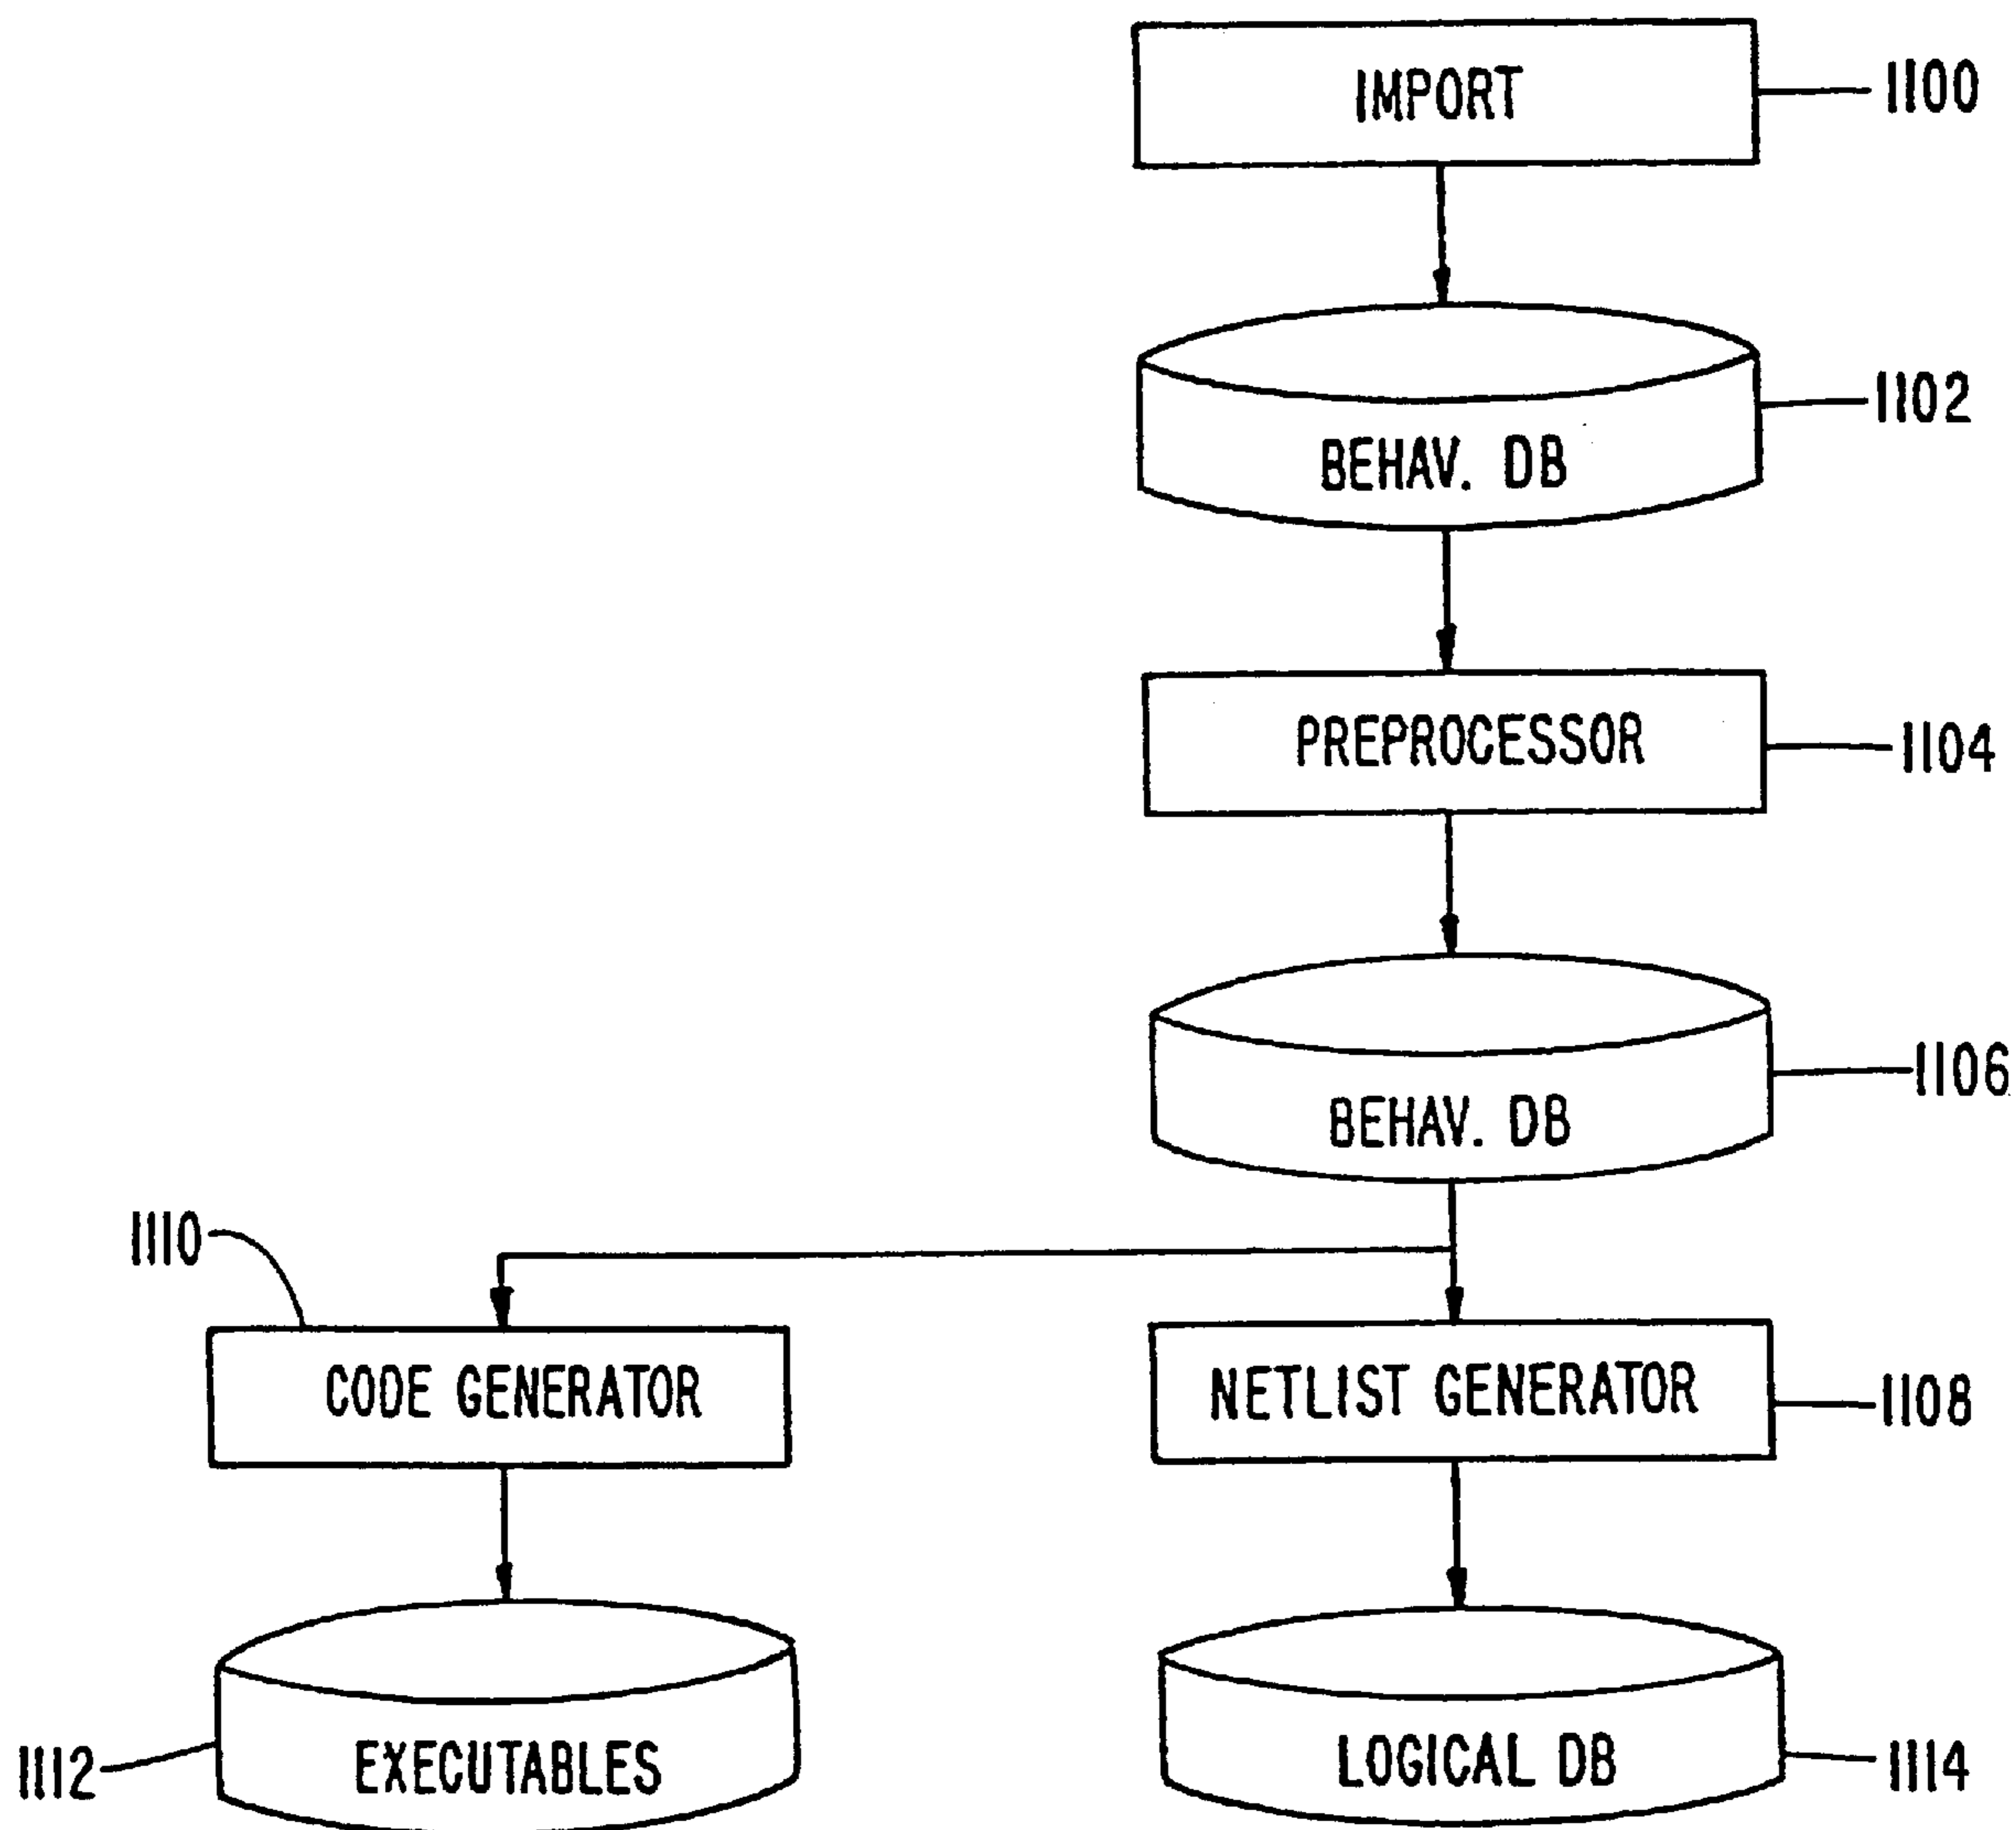 IMPORT
1100
1102
BEHAV. DB
PREPROCESSOR
1104
1106
BEHAV. DB
1110
CODE GENERATOR
NETLIST GENERATOR
1108
1112
EXECUTABLES
LOGICAL DB
1114